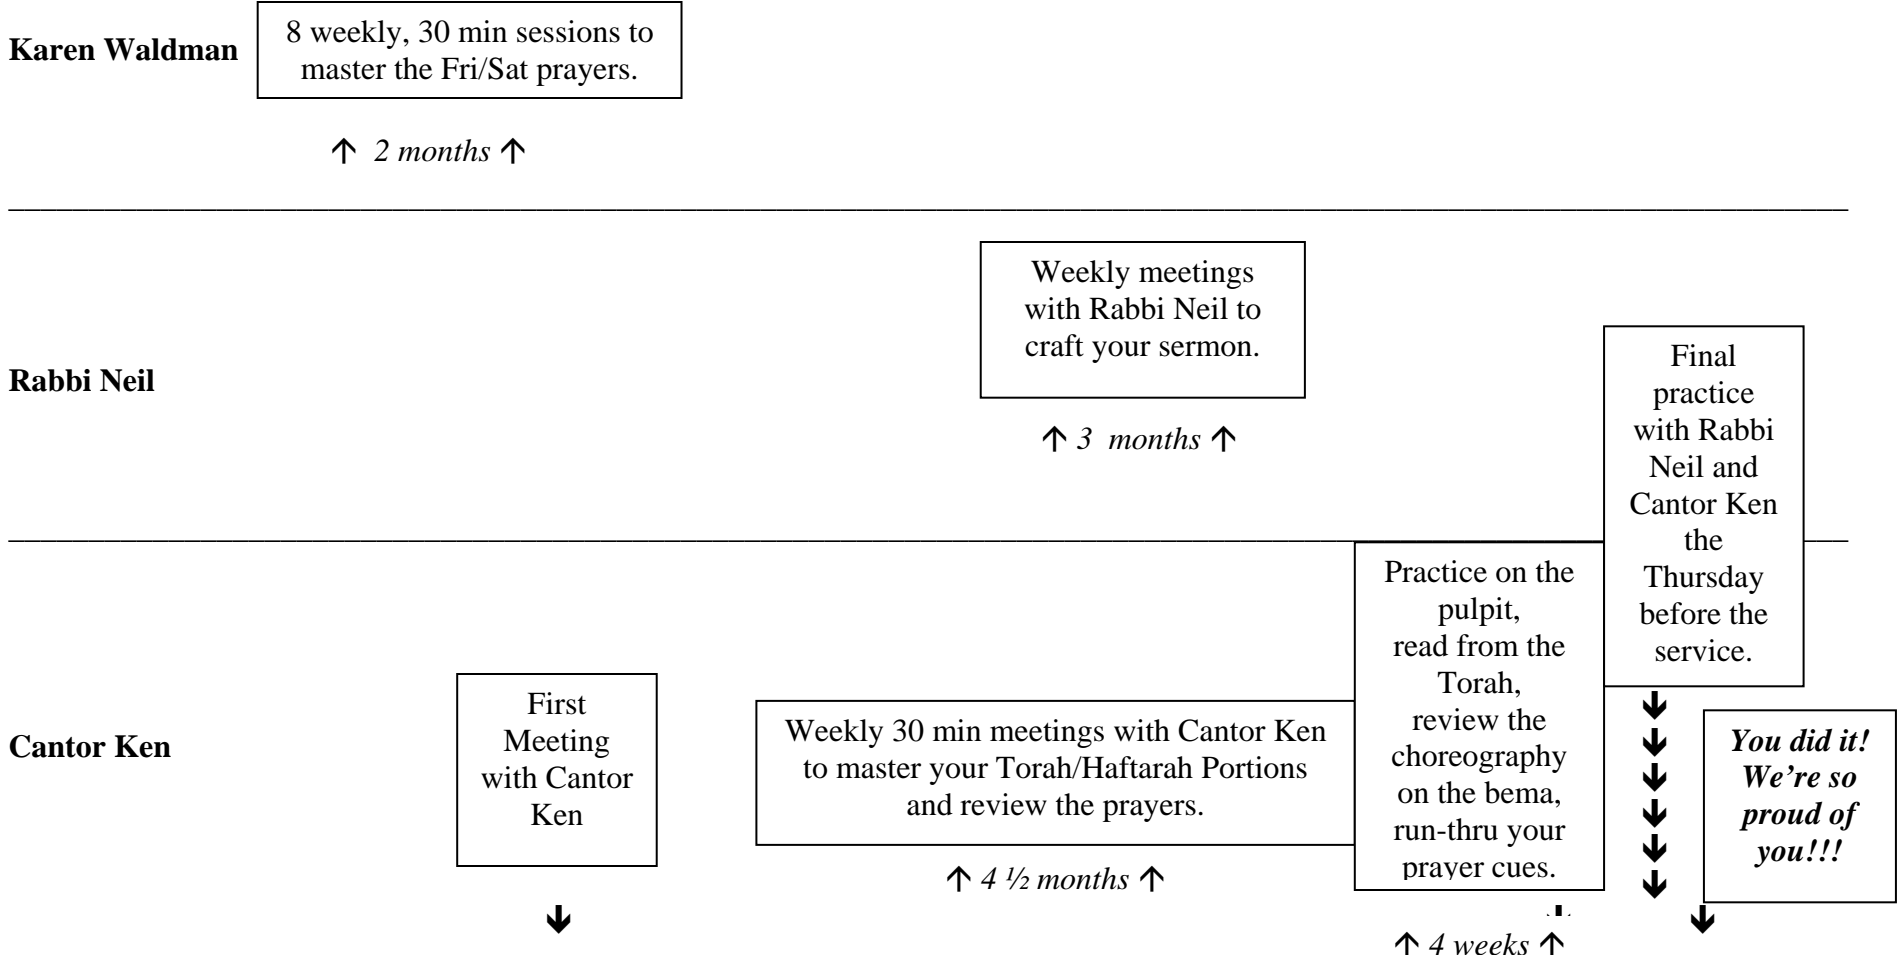 Karen Waldman
8 weekly, 30 min sessions to
master the Fri/Sat prayers.
↑ 2 months ↑
Rabbi Neil
Weekly meetings
with Rabbi Neil to
craft your sermon.
↑ 3 months ↑
Final
practice
with Rabbi
Neil and
Cantor Ken
the
Thursday
before the
service.
Cantor Ken
First
Meeting
with Cantor
Ken
Weekly 30 min meetings with Cantor Ken
to master your Torah/Haftarah Portions
and review the prayers.
↑ 4 ½ months ↑
Practice on the
pulpit,
read from the
Torah,
review the
choreography
on the bema,
run-thru your
prayer cues.
↑ 4 weeks ↑
You did it!
We’re so
proud of
you!!!